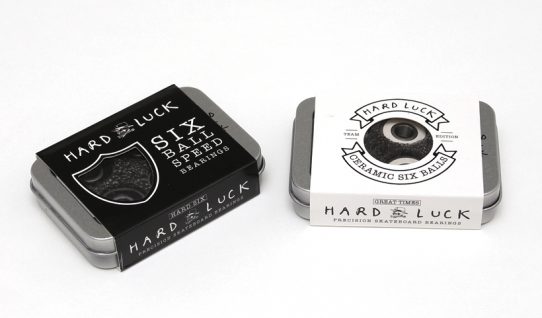 HARD LUCK
SIX
BALL
SPEED
BEARINGS
HARD SIX
HARD LUCK
PRECISION SKATEBOARD BEARINGS
HARD LUCK
TEAM EDITION
CERAMIC SIX BALLS
GREAT TIMES
HARD LUCK
PRECISION SKATEBOARD BEARINGS